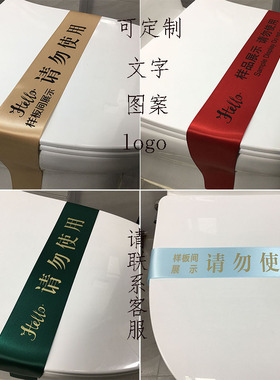 可定制
文字
图案
logo
Hello 请勿使用
样板间展示
Hello 样品展示 请勿使
请联系客服
Hello 请勿使用
样板间
展示
请勿使